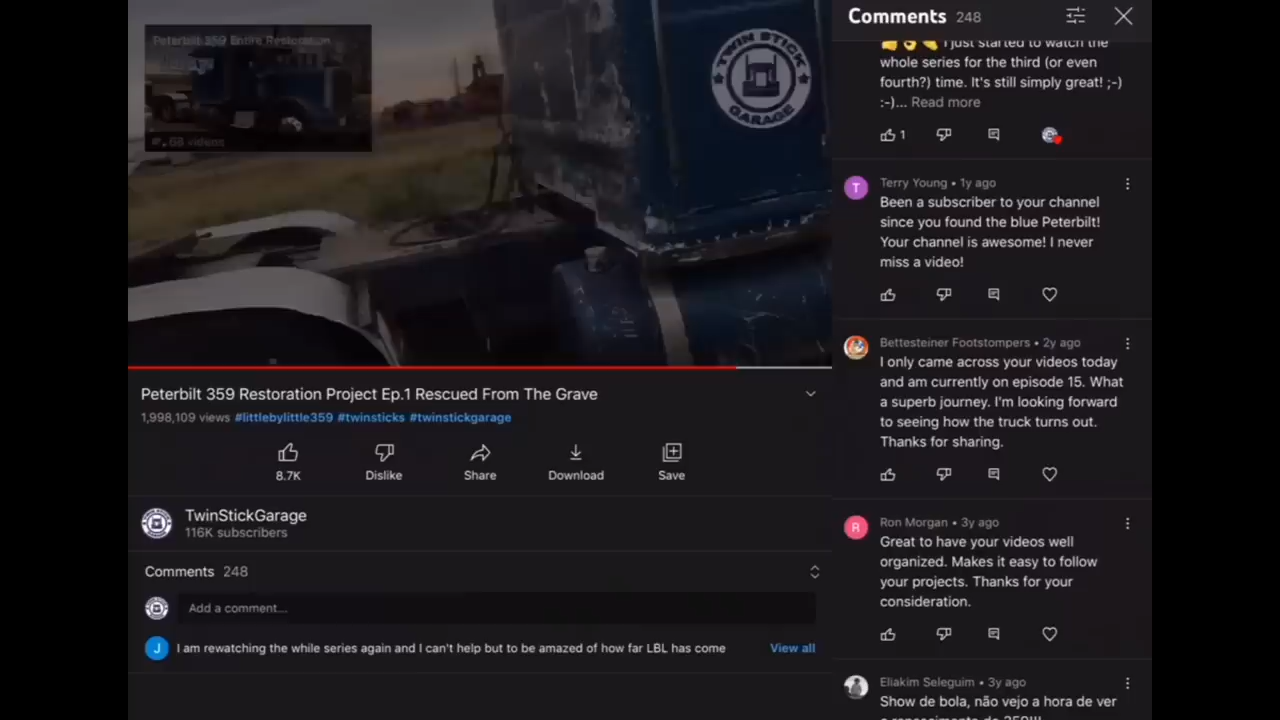 Peterbilt 359 Entire Restoration
68 videos
TWIN STICK
GARAGE
Peterbilt 359 Restoration Project Ep.1 Rescued From The Grave
1,998,109 views #littlebylittle359 #twinsticks #twinstickgarage
8.7K
Dislike
Share
Download
Save
TwinStickGarage
116K subscribers
Comments 248
Add a comment...
J
I am rewatching the while series again and I can't help but to be amazed of how far LBL has come
View all
Comments 248
I just started to watch the
whole series for the third (or even
fourth?) time. It's still simply great! ;-)
:-)... Read more
1
T
Terry Young • 1y ago
Been a subscriber to your channel
since you found the blue Peterbilt!
Your channel is awesome! I never
miss a video!
Bettesteiner Footstompers • 2y ago
I only came across your videos today
and am currently on episode 15. What
a superb journey. I'm looking forward
to seeing how the truck turns out.
Thanks for sharing.
R
Ron Morgan • 3y ago
Great to have your videos well
organized. Makes it easy to follow
your projects. Thanks for your
consideration.
Eliakim Seleguim • 3y ago
Show de bola, não vejo a hora de ver